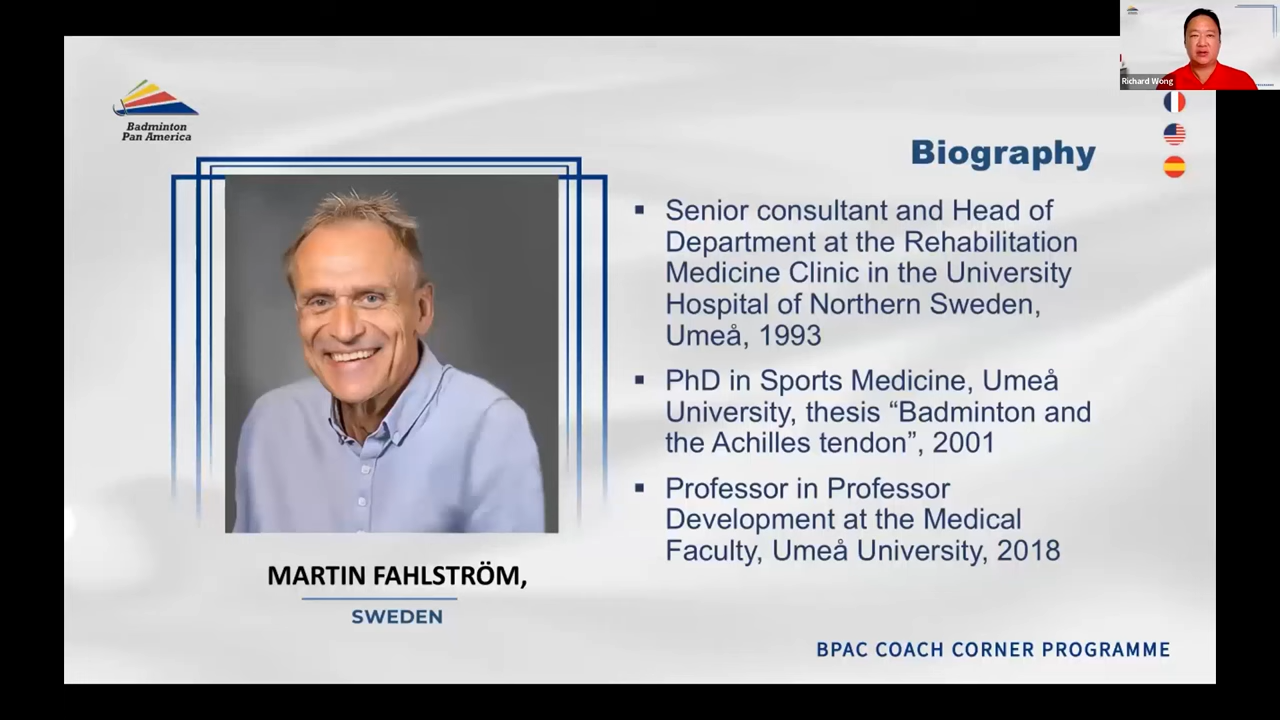 Richard Wong
Badminton
Pan America
Biography
▪ Senior consultant and Head of
Department at the Rehabilitation
Medicine Clinic in the University
Hospital of Northern Sweden,
Umeå, 1993
▪ PhD in Sports Medicine, Umeå
University, thesis “Badminton and
the Achilles tendon”, 2001
▪ Professor in Professor
Development at the Medical
Faculty, Umeå University, 2018
MARTIN FAHLSTRÖM,
SWEDEN
BPAC COACH CORNER PROGRAMME